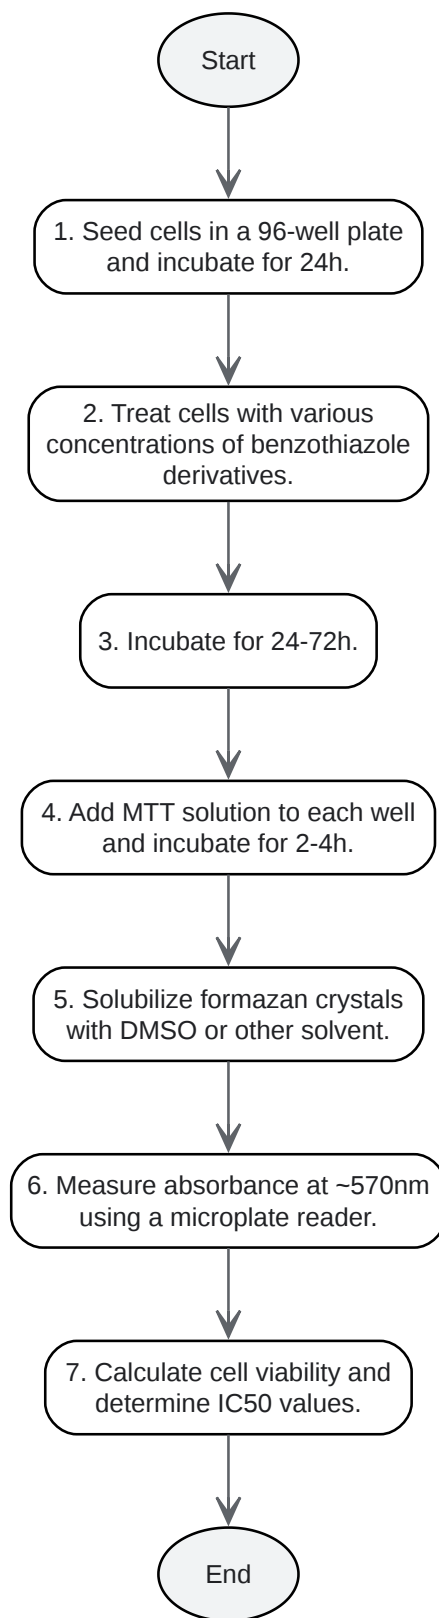 Start
1. Seed cells in a 96-well plate
and incubate for 24h.
2. Treat cells with various
concentrations of benzothiazole
derivatives.
3. Incubate for 24-72h.
4. Add MTT solution to each well
and incubate for 2-4h.
5. Solubilize formazan crystals
with DMSO or other solvent.
6. Measure absorbance at ~570nm
using a microplate reader.
7. Calculate cell viability and
determine IC50 values.
End